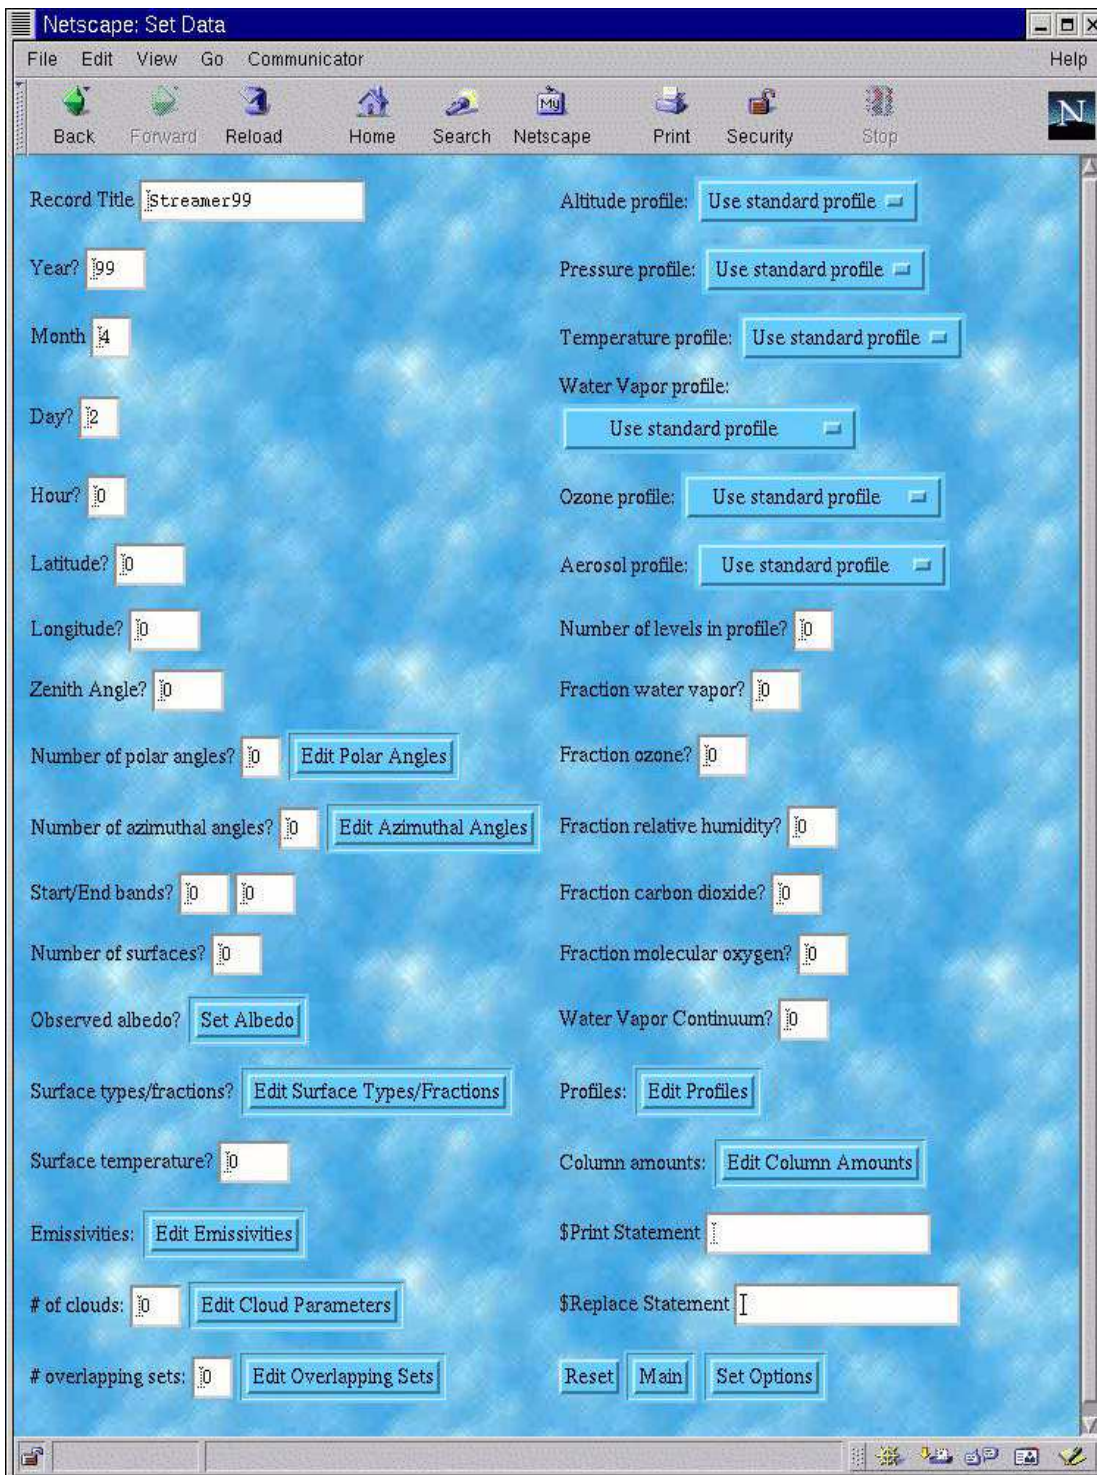 Netscape: Set Data
File Edit View Go Communicator Help
Back Forward Reload Home Search Netscape Print Security Stop
My
N
Record Title Streamer99
Year? 99
Month 4
Day? 2
Hour? 0
Latitude? 0
Longitude? 0
Zenith Angle? 0
Number of polar angles? 0 Edit Polar Angles
Number of azimuthal angles? 0 Edit Azimuthal Angles
Start/End bands? 0 0
Number of surfaces? 0
Observed albedo? Set Albedo
Surface types/fractions? Edit Surface Types/Fractions
Surface temperature? 0
Emissivities: Edit Emissivities
# of clouds: 0 Edit Cloud Parameters
# overlapping sets: 0 Edit Overlapping Sets
Altitude profile: Use standard profile
Pressure profile: Use standard profile
Temperature profile: Use standard profile
Water Vapor profile:
Use standard profile
Ozone profile: Use standard profile
Aerosol profile: Use standard profile
Number of levels in profile? 0
Fraction water vapor? 0
Fraction ozone? 0
Fraction relative humidity? 0
Fraction carbon dioxide? 0
Fraction molecular oxygen? 0
Water Vapor Continuum? 0
Profiles: Edit Profiles
Column amounts: Edit Column Amounts
$Print Statement
$Replace Statement
Reset Main Set Options